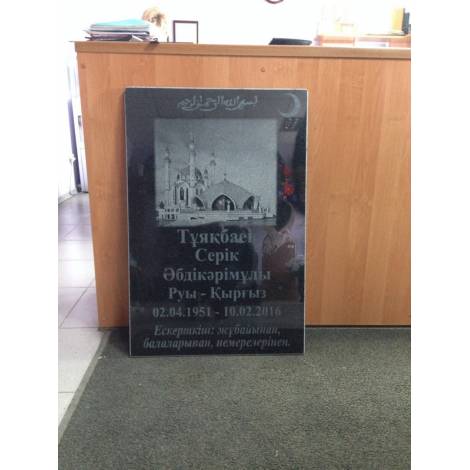 بسم الله الرحمن الرحيم
Тұяқбаев
Серік
Әбдікәрімұлы
Руы - Қырғыз
02.04.1951 - 10.02.2016
Ескерткіш: жұбайынан,
балаларынан, немерелерінен.